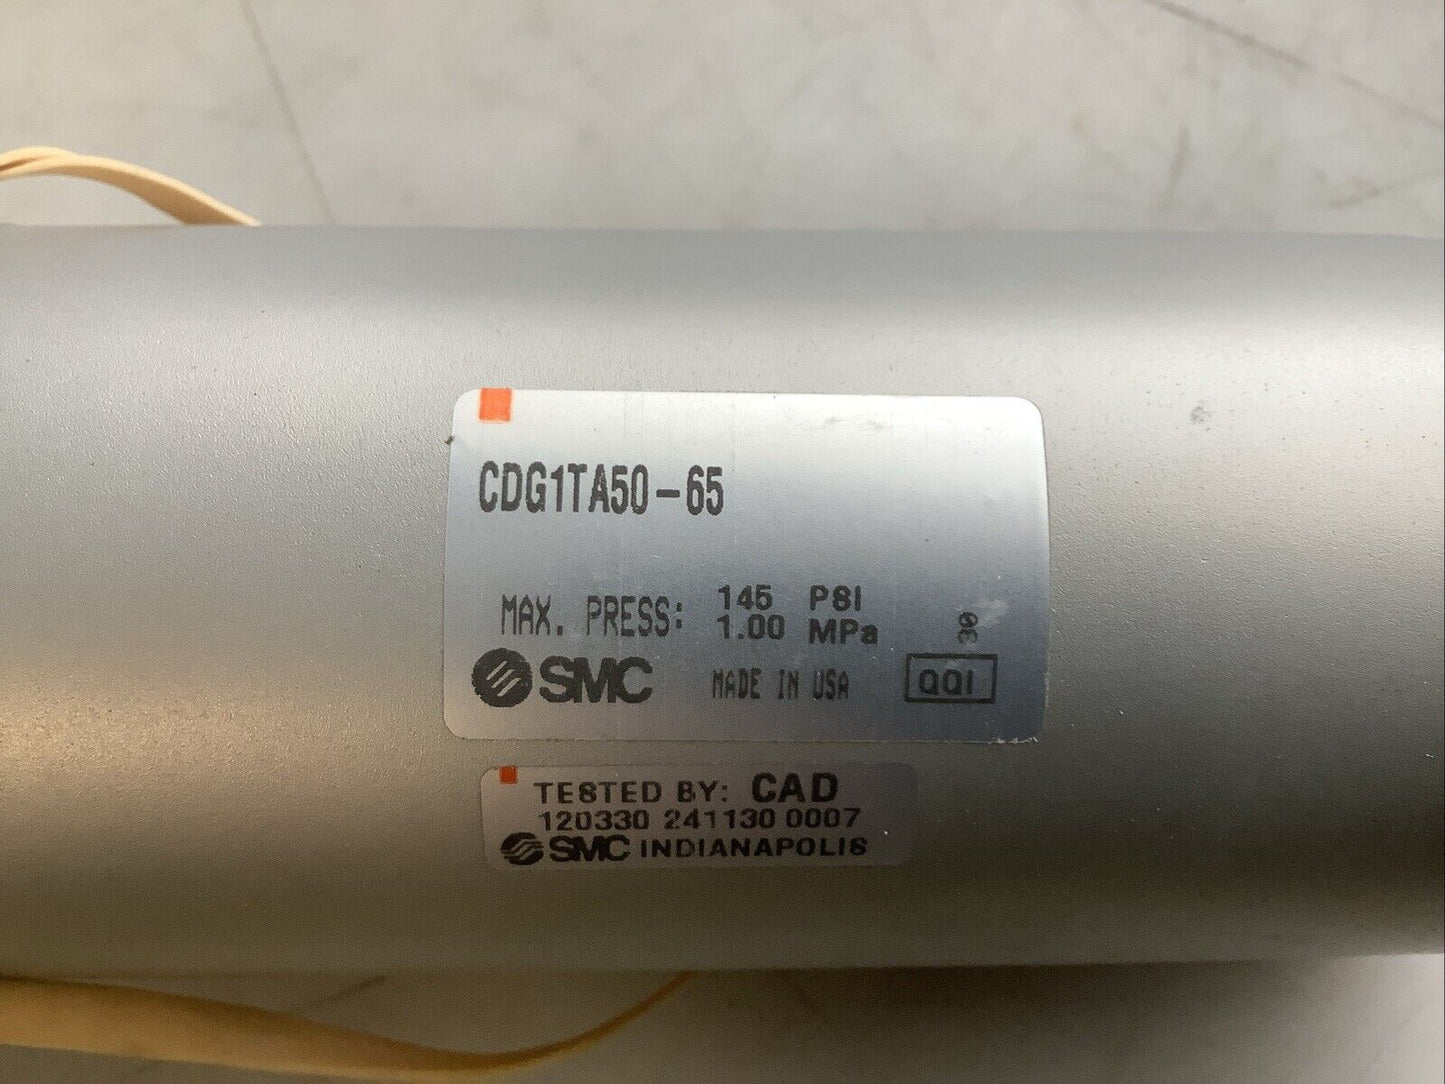 CDG1TA50-65
MAX. PRESS: 145 PSI
1.00 MPa
30
SMC MADE IN USA QQI
TESTED BY: CAD
120330 241130 0007
SMC INDIANAPOLIS